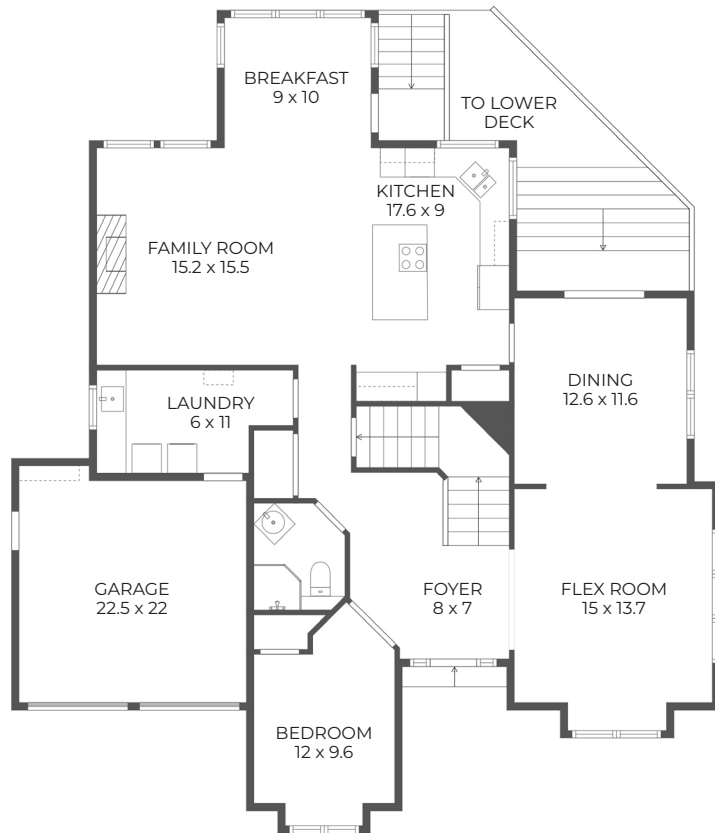 BREAKFAST
9 x 10
TO LOWER
DECK
KITCHEN
17.6 x 9
FAMILY ROOM
15.2 x 15.5
DINING
12.6 x 11.6
LAUNDRY
6 x 11
GARAGE
22.5 x 22
FOYER
8 x 7
FLEX ROOM
15 x 13.7
BEDROOM
12 x 9.6